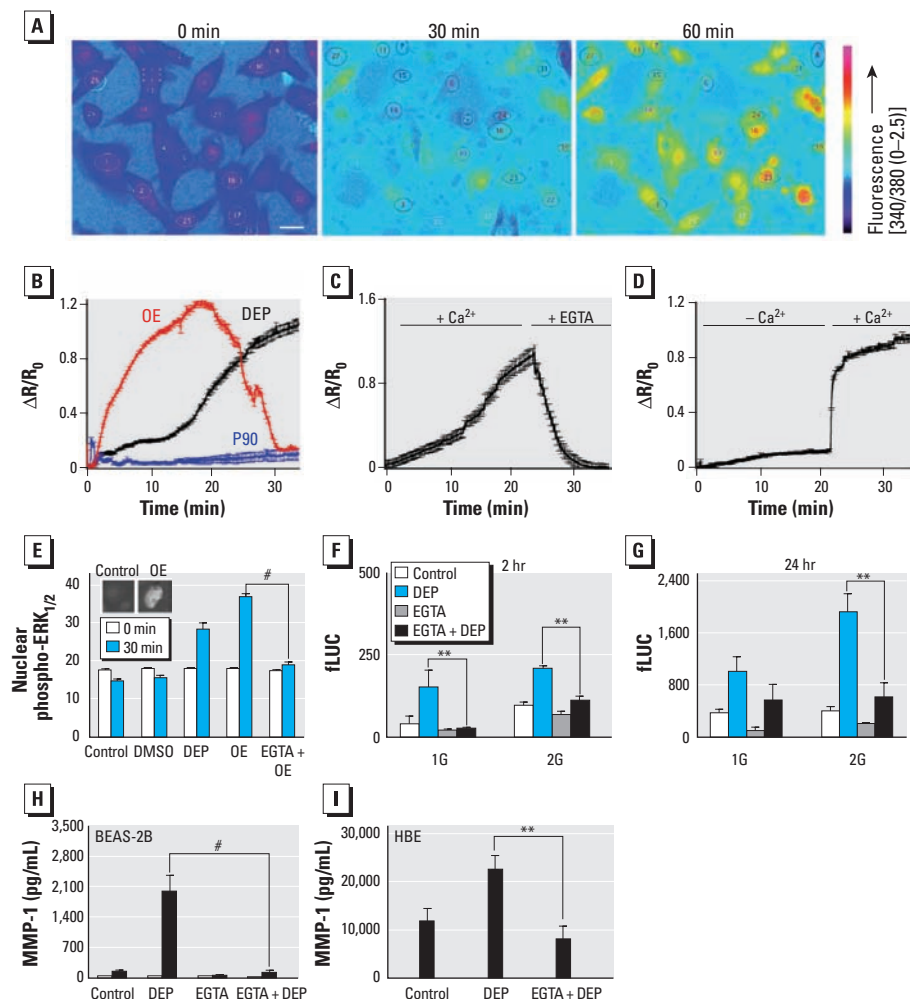 A
0 min
30 min
60 min
Fluorescence
[340/380 (0–2.5)]
B
OE
DEP
P90
ΔR/R0
1.2
0.8
0.4
0
0
10
20
30
Time (min)
C
+ Ca2+
+ EGTA
ΔR/R0
1.6
0.8
0
0
10
20
30
Time (min)
D
– Ca2+
+ Ca2+
ΔR/R0
1.2
0.8
0.4
0
0
10
20
30
Time (min)
E
Control OE
#
0 min
30 min
Nuclear
phospho-ERK1/2
40
30
20
10
0
Control
DMSO
DEP
OE
EGTA +
OE
F
2 hr
Control
DEP
EGTA
EGTA + DEP
**
**
fLUC
500
250
0
1G
2G
G
24 hr
**
fLUC
2,400
1,600
800
0
1G
2G
H
BEAS-2B
#
MMP-1 (pg/mL)
3,500
2,800
2,100
1,400
700
0
Control
DEP
EGTA
EGTA + DEP
I
HBE
**
MMP-1 (pg/mL)
30,000
20,000
10,000
0
Control
DEP
EGTA + DEP